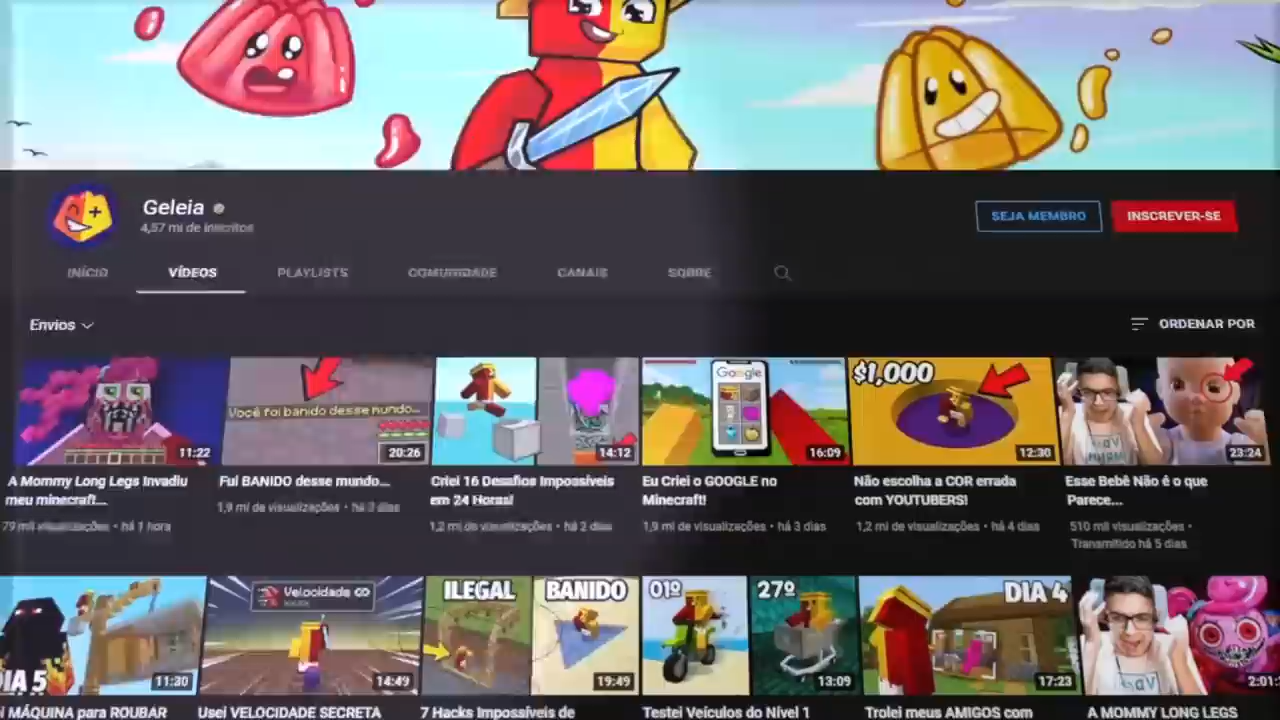 Geleia
4,57 mi de inscritos
SEJA MEMBRO
INSCREVER-SE
INÍCIO
VÍDEOS
PLAYLISTS
COMUNIDADE
CANAIS
SOBRE
Envios
ORDENAR POR
11:22
Você foi banido desse mundo...
20:26
14:12
Google
16:09
$1,000
12:30
23:24
A Mommy Long Legs Invadiu
meu minecraft...
79 mil visualizações • há 1 hora
Fui BANIDO desse mundo...
1,9 mi de visualizações • há 2 dias
Criei 16 Desafios Impossíveis
em 24 Horas!
1,2 mi de visualizações • há 2 dias
Eu Criei o GOOGLE no
Minecraft!
1,9 mi de visualizações • há 3 dias
Não escolha a COR errada
com YOUTUBERS!
1,2 mi de visualizações • há 4 dias
Esse Bebê Não é o que
Parece...
510 mil visualizações •
Transmitido há 5 dias
DIA 5
11:30
Velocidade
14:49
ILEGAL
BANIDO
19:49
01º
27º
13:09
DIA 4
17:23
2:01:
MÁQUINA para ROUBAR
Usei VELOCIDADE SECRETA
7 Hacks Impossíveis de
Testei Veículos do Nível 1
Trolei meus AMIGOS com
A MOMMY LONG LEGS